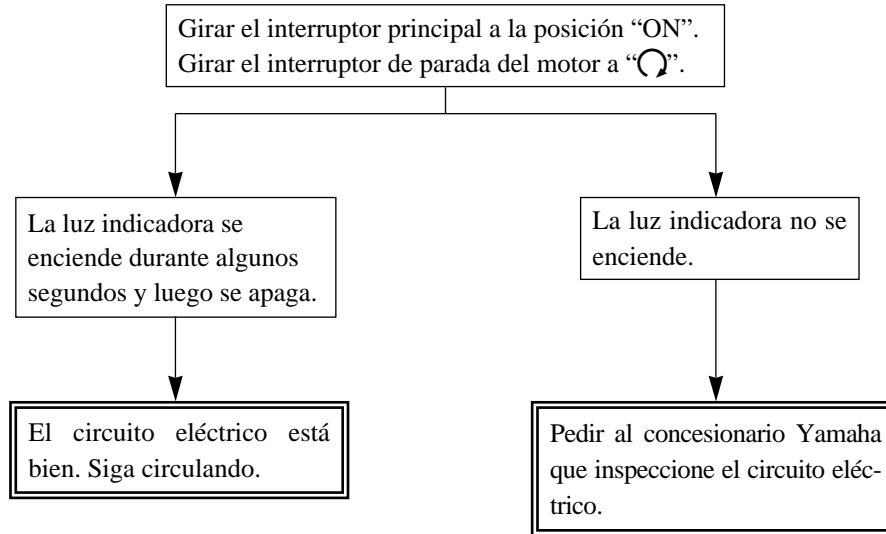 Girar el interruptor principal a la posición “ON”.
Girar el interruptor de parada del motor a “”.
La luz indicadora se
enciende durante algunos
segundos y luego se apaga.
La luz indicadora no se
enciende.
El circuito eléctrico está
bien. Siga circulando.
Pedir al concesionario Yamaha
que inspeccione el circuito eléc-
trico.